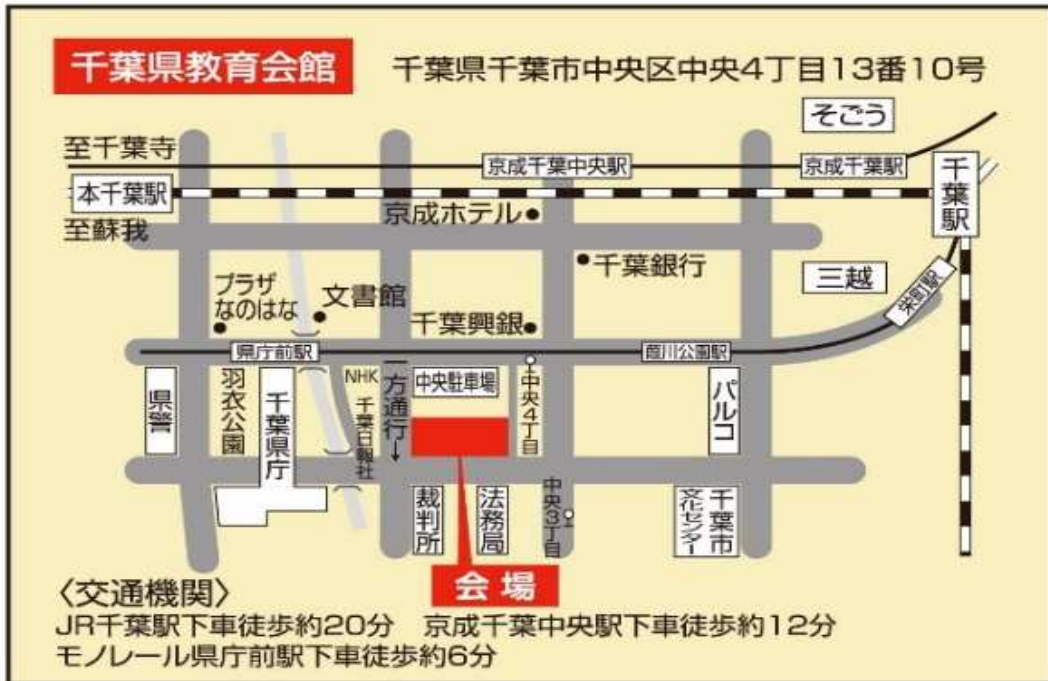 千葉県教育会館
千葉県千葉市中央区中央4丁目13番10号
そごう
至千葉寺
京成千葉中央駅
京成千葉駅
千葉駅
本千葉駅
京成ホテル
至蘇我
千葉銀行
三越
栄町駅
プラザ
なのはな
文書館
千葉興銀
県庁前駅
葭川公園駅
県警
羽衣公園
千葉県庁
NHK
千葉日報社
一方通行
中央駐車場
中央4丁目
パルコ
裁判所
法務局
中央3丁目
千葉市
文化センター
会場
〈交通機関〉
JR千葉駅下車徒歩約20分 京成千葉中央駅下車徒歩約12分
モノレール県庁前駅下車徒歩約6分